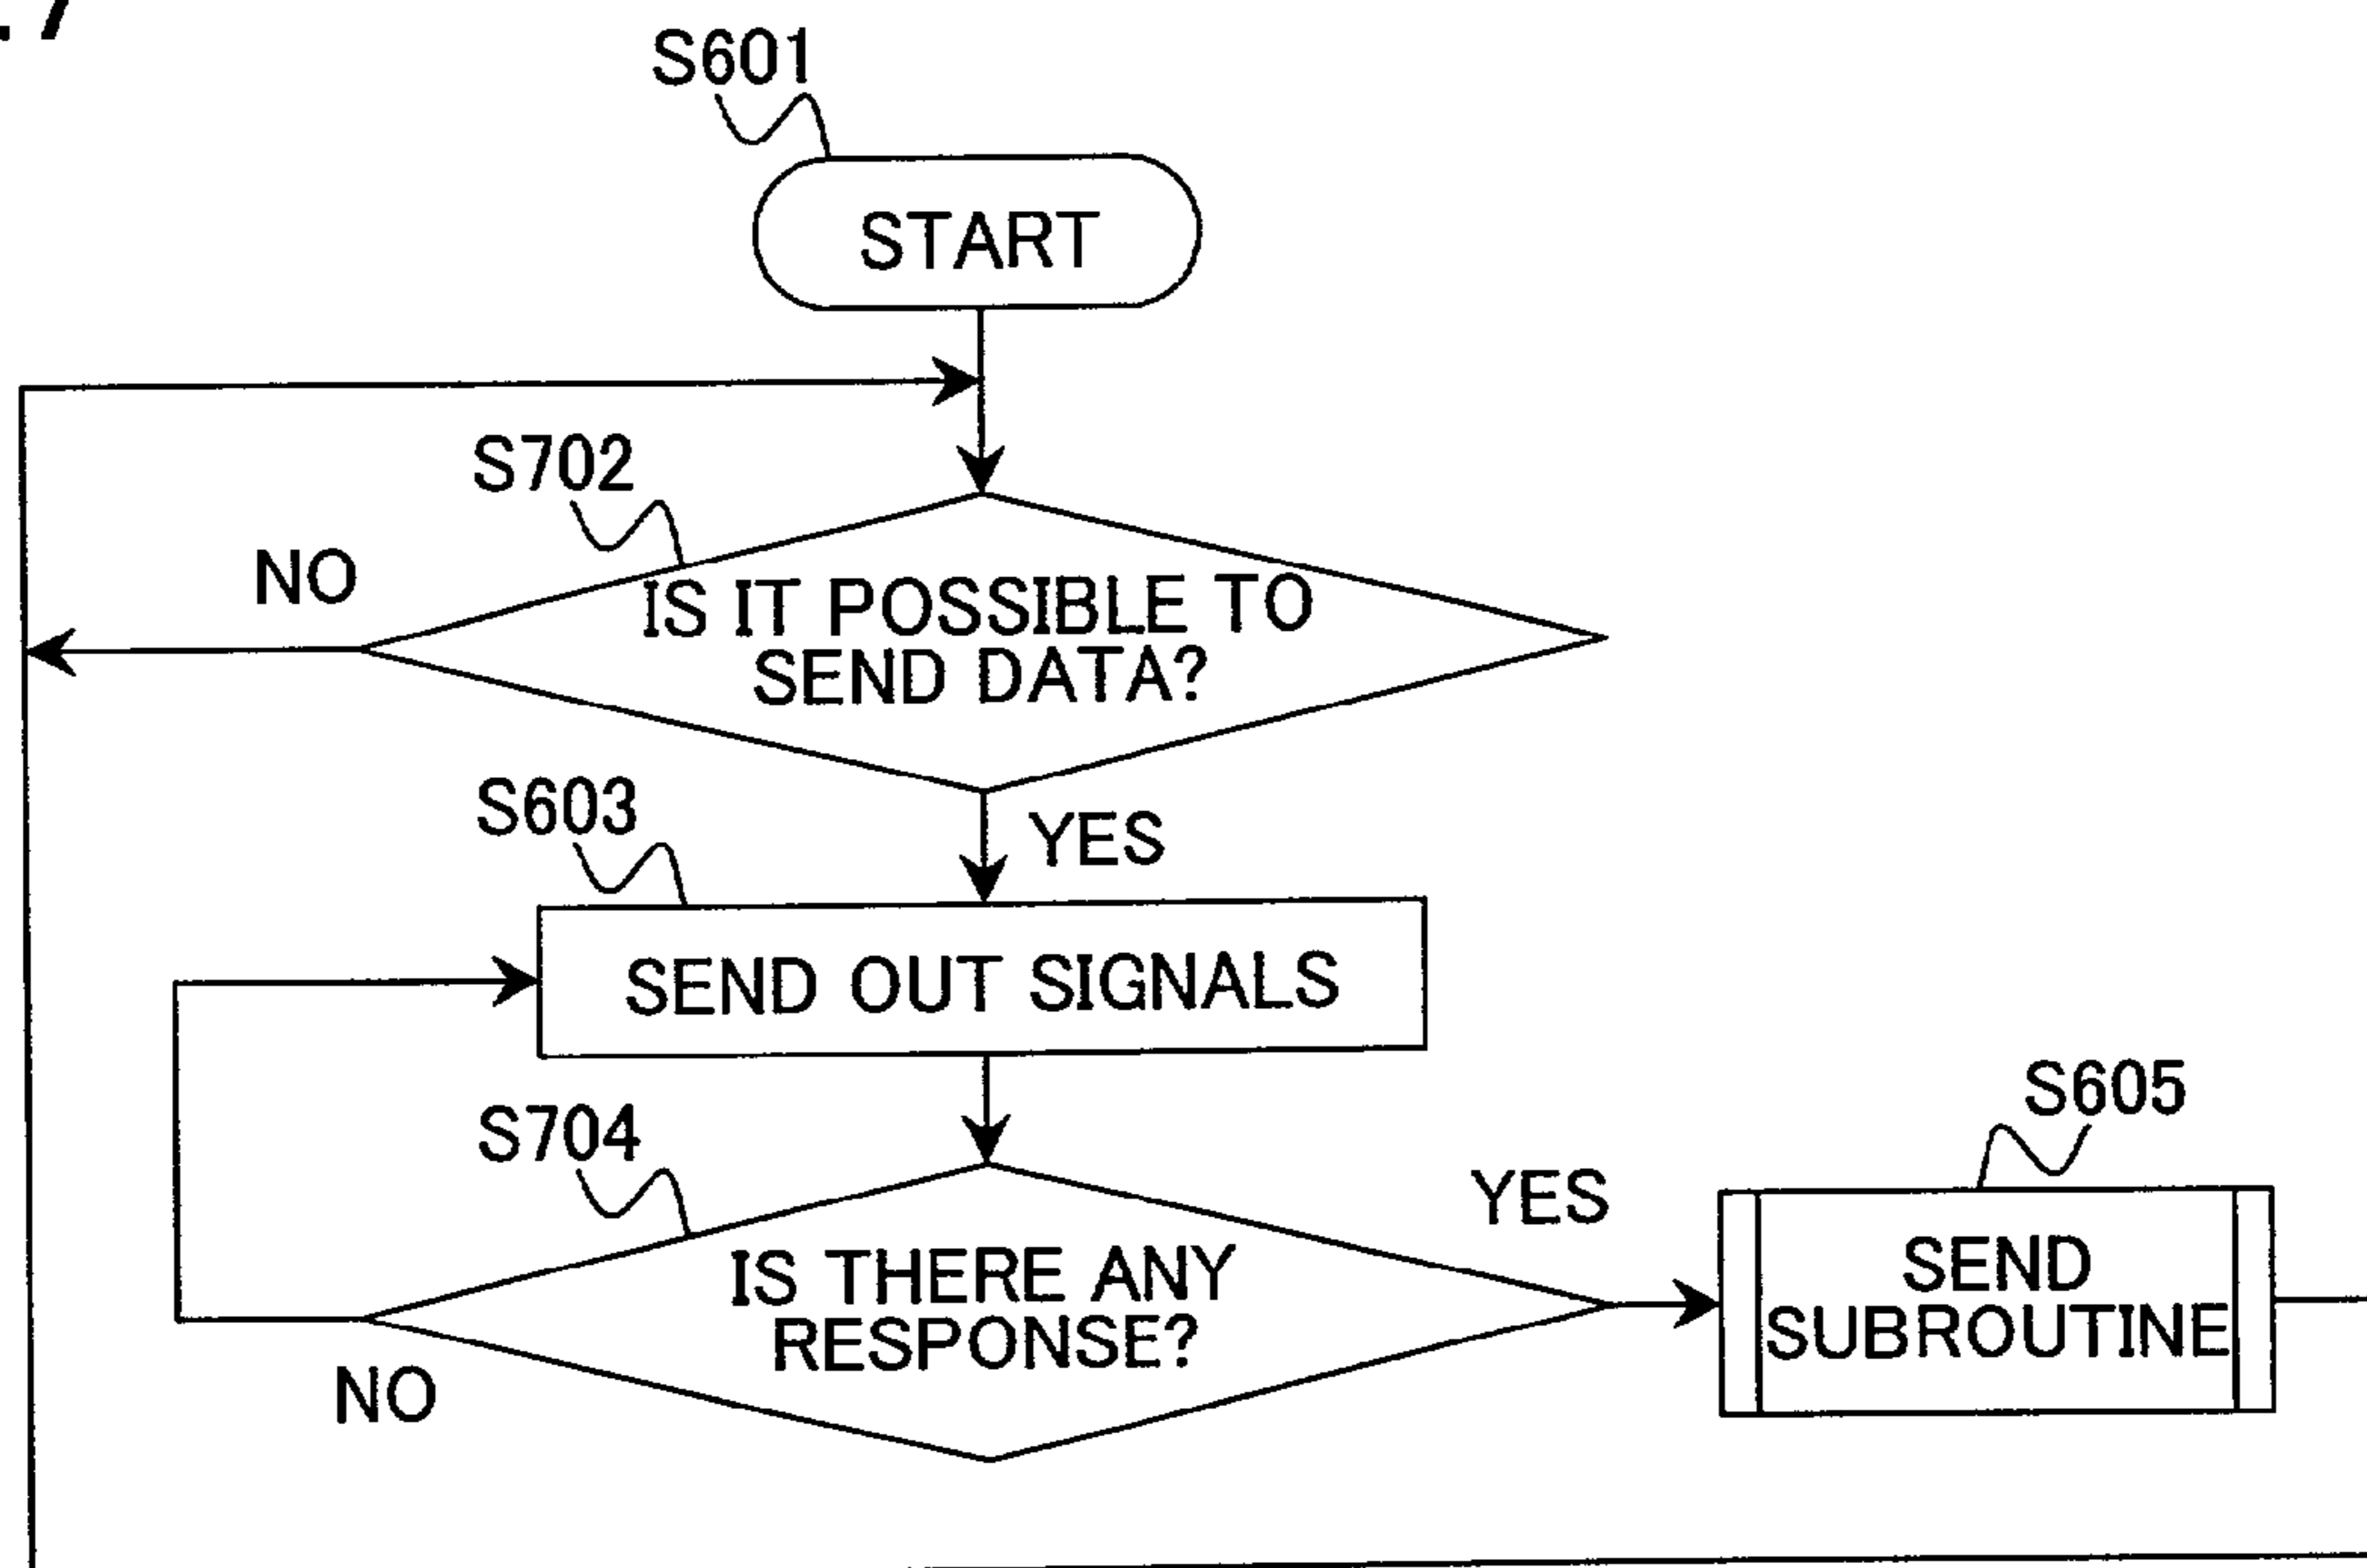 .7
S601
START
S702
NO
IS IT POSSIBLE TO
SEND DATA?
S603
YES
SEND OUT SIGNALS
S605
S704
YES
IS THERE ANY
RESPONSE?
SEND
SUBROUTINE
NO